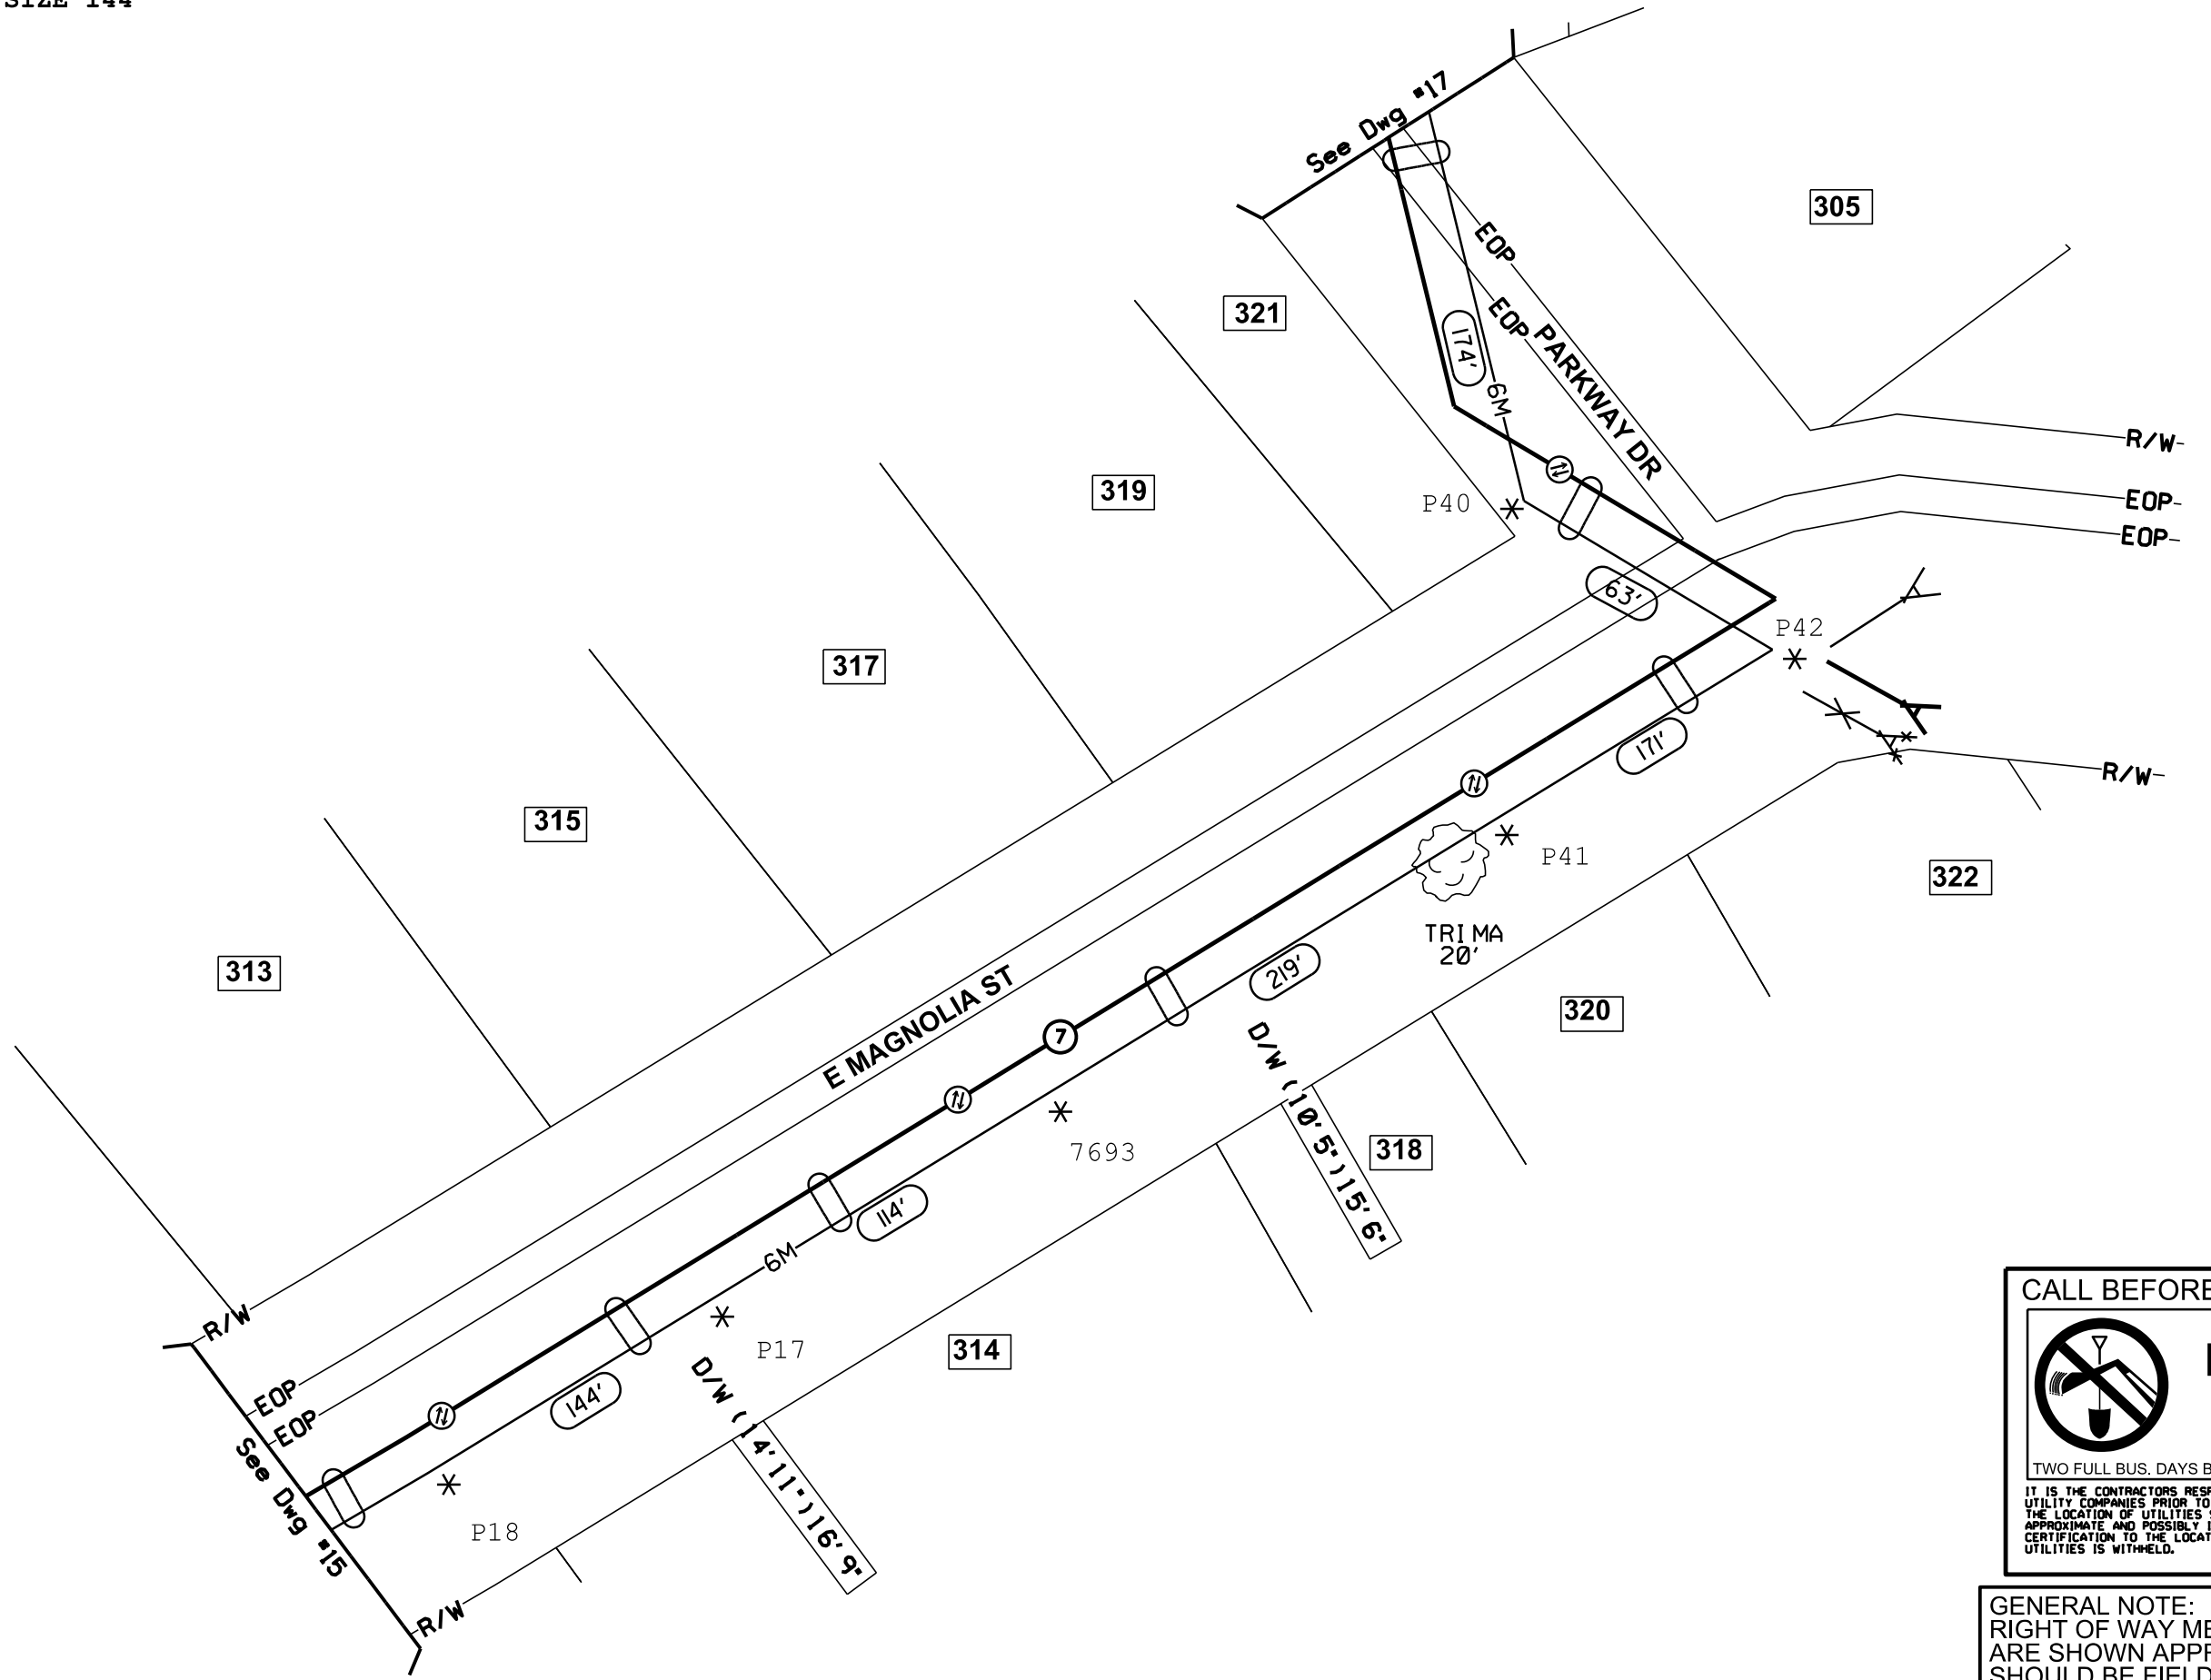 SIZE 144
See Dwg #17
305
EOP
321
EOP
PARKWAY DR
174'
6M
R/W
319
P40
EOP
EOP
63'
P42
317
171'
R/W
315
P41
322
TRIMA
20'
219'
313
E MAGNOLIA ST
320
D/W (10'5")15'6"
7
7693
318
114'
6M
R/W
P17
314
D/W (14'11")16'9"
144'
EOP
EOP
See Dwg #15
P18
R/W
CALL BEFORE
TWO FULL BUS. DAYS B
IT IS THE CONTRACTORS RESP
UTILITY COMPANIES PRIOR TO
THE LOCATION OF UTILITIES
APPROXIMATE AND POSSIBLY
CERTIFICATION TO THE LOCAT
UTILITIES IS WITHHELD.
GENERAL NOTE:
RIGHT OF WAY ME
ARE SHOWN APPR
SHOULD BE FIELD